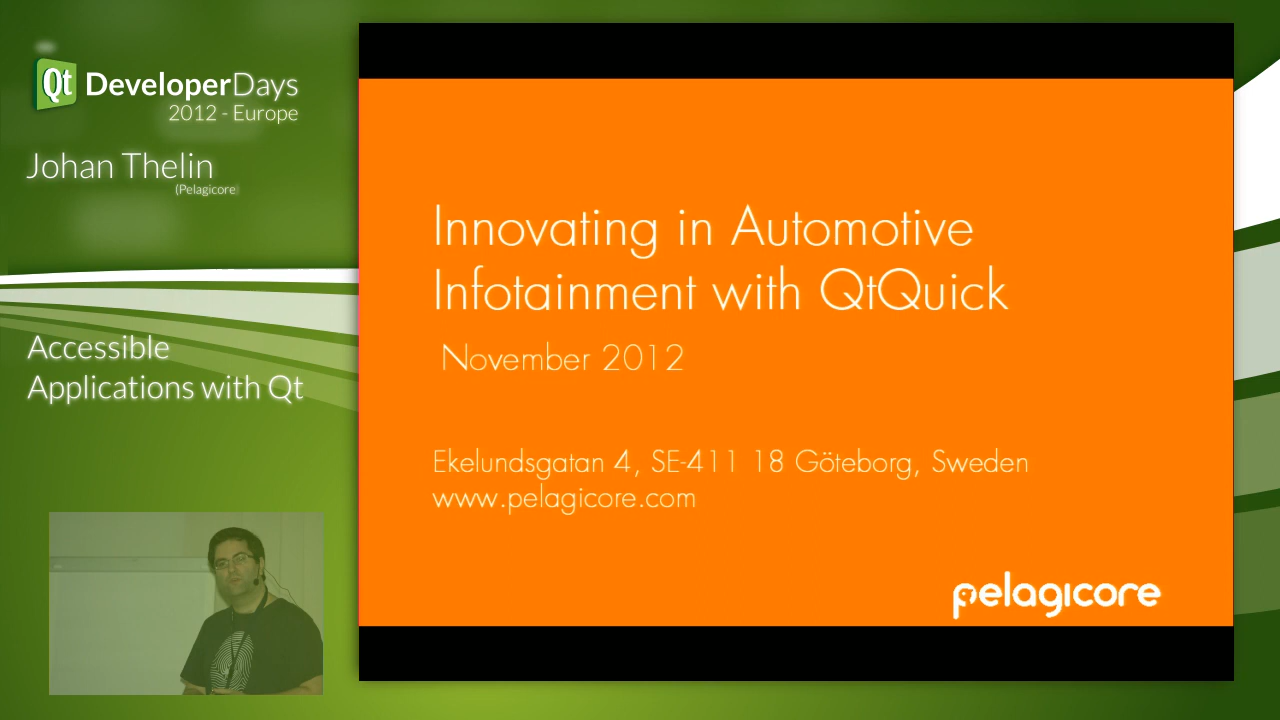 Qt DeveloperDays
2012 - Europe
Johan Thelin
(Pelagicore)
Accessible
Applications with Qt
Innovating in Automotive
Infotainment with QtQuick
November 2012
Ekelundsgatan 4, SE-411 18 Göteborg, Sweden
www.pelagicore.com
pelagicore